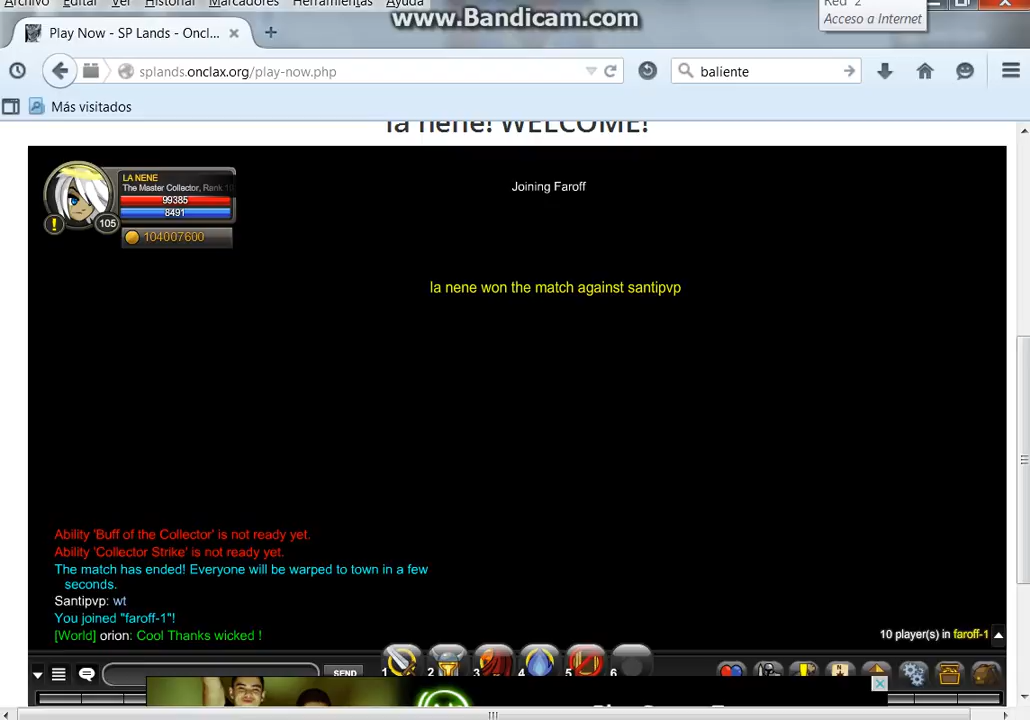 Archivo Editar Ver Historial Marcadores Herramientas Ayuda
www.Bandicam.com
Red 2
Acceso a Internet
Play Now - SP Lands - Oncl...
splands.onclax.org/play-now.php
baliente
Más visitados
la nene! WELCOME!
LA NENE
The Master Collector, Rank
99385
8491
105
104007600
Joining Faroff
la nene won the match against santipvp
Ability 'Buff of the Collector' is not ready yet.
Ability 'Collector Strike' is not ready yet.
The match has ended! Everyone will be warped to town in a few
seconds.
Santipvp: wt
You joined "faroff-1"!
[World] orion: Cool Thanks wicked !
10 player(s) in faroff-1
SEND
1 2 3 4 5 6